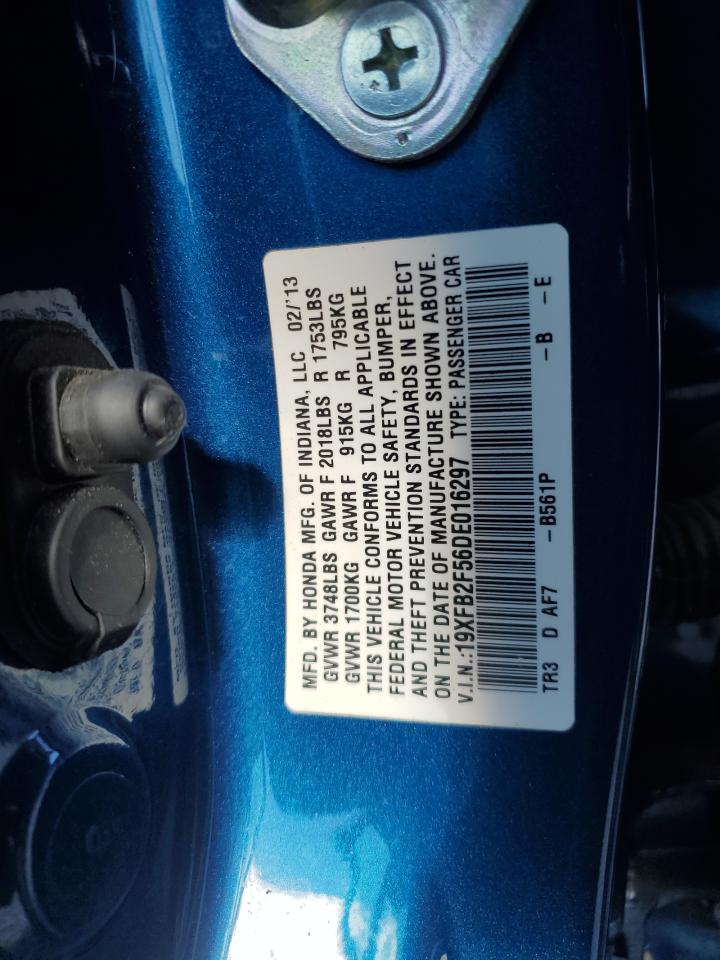 MFD. BY HONDA MFG. OF INDIANA, LLC 02/'13
GVWR 3748LBS GAWR F 2018LBS R 1753LBS
GVWR 1700KG GAWR F 915KG R 795KG
THIS VEHICLE CONFORMS TO ALL APPLICABLE
FEDERAL MOTOR VEHICLE SAFETY, BUMPER,
AND THEFT PREVENTION STANDARDS IN EFFECT
ON THE DATE OF MANUFACTURE SHOWN ABOVE.
V.I.N.:19XFB2F56DE016297 TYPE: PASSENGER CAR
TR3 D AF7 - B561P - B - E